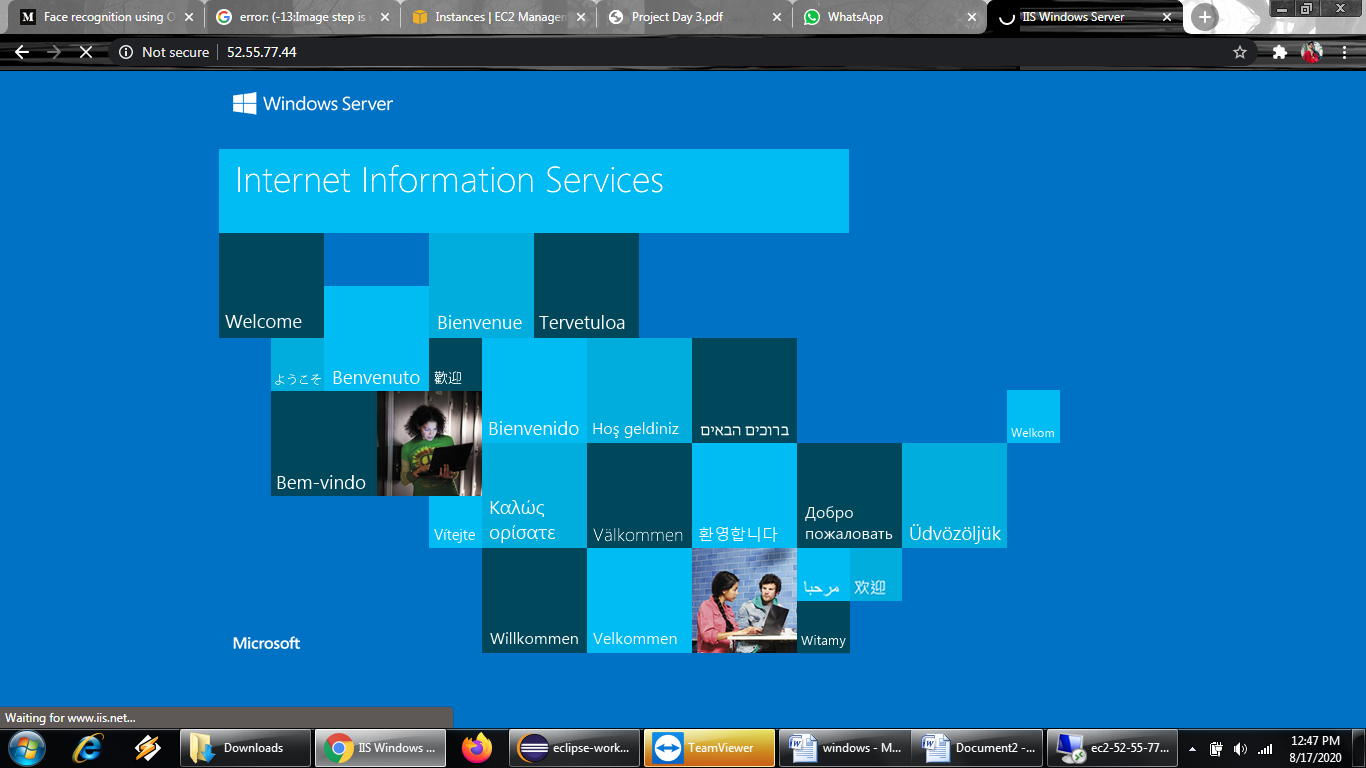 Face recognition using O
error: (-13:Image step is
Instances | EC2 Managem
Project Day 3.pdf
WhatsApp
IIS Windows Server
Not secure
52.55.77.44
Windows Server
Internet Information Services
Welcome
Bienvenue
Tervetuloa
ようこそ
Benvenuto
歡迎
Bienvenido
Hoş geldiniz
ברוכים הבאים
Welkom
Bem-vindo
Vítejte
Καλώς
ορίσατε
Välkommen
환영합니다
Добро
пожаловать
Üdvözöljük
مرحبا
欢迎
Willkommen
Velkommen
Witamy
Microsoft
Waiting for www.iis.net...
Downloads
IIS Windows ...
eclipse-work...
TeamViewer
windows - M...
Document2 -...
ec2-52-55-77...
12:47 PM
8/17/2020